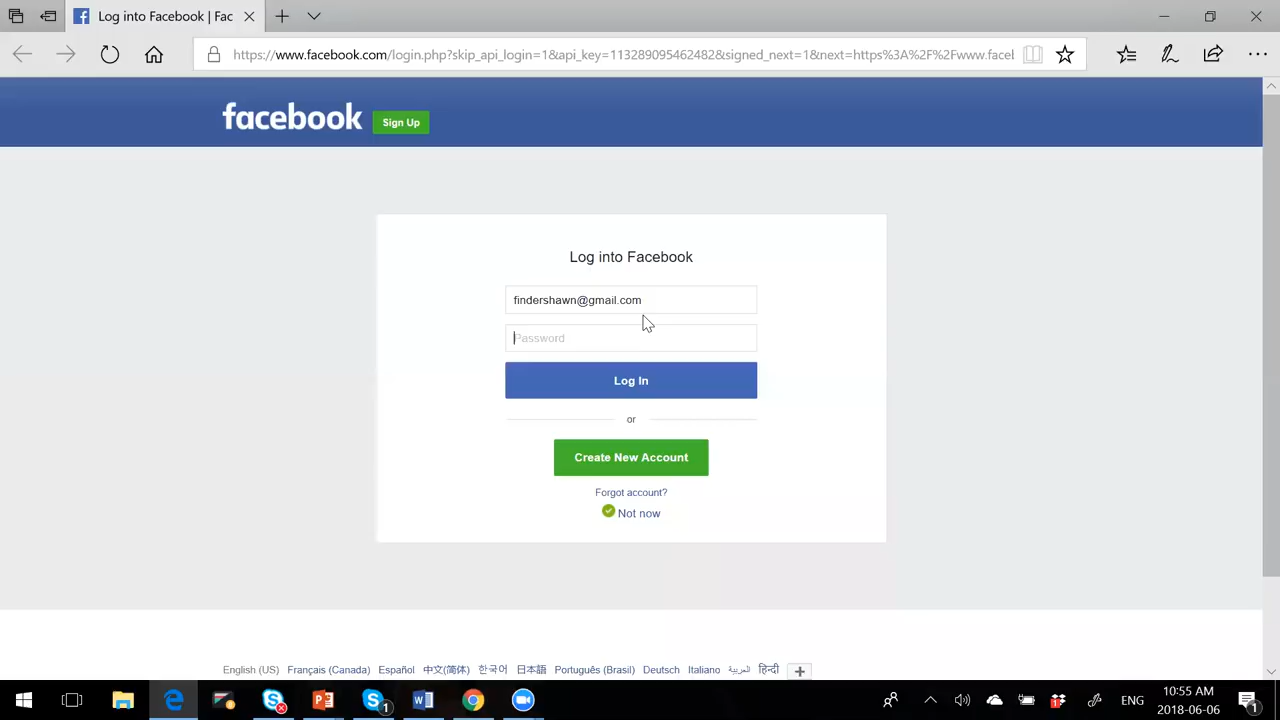 Log into Facebook | Fac
https://www.facebook.com/login.php?skip_api_login=1&api_key=113289095462482&signed_next=1&next=https%3A%2F%2Fwww.facel
facebook
Sign Up
Log into Facebook
findershawn@gmail.com
Password
Log In
or
Create New Account
Forgot account?
Not now
English (US) Français (Canada) Español 中文(简体) 한국어 日本語 Português (Brasil) Deutsch Italiano العربية हिन्दी
1
ENG
10:55 AM
2018-06-06
1